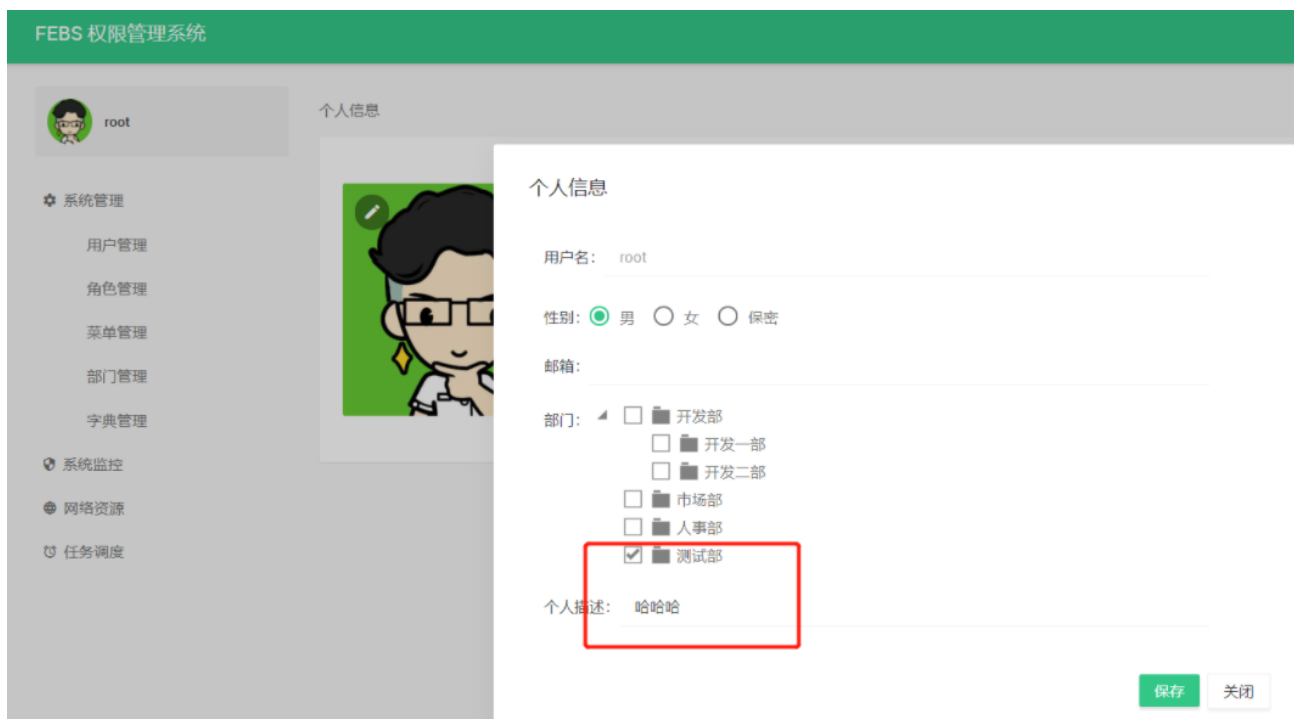 FEBS 权限管理系统
root
个人信息
系统管理
用户管理
角色管理
菜单管理
部门管理
字典管理
系统监控
网络资源
任务调度
个人信息
用户名: root
性别: 男 女 保密
邮箱:
部门: 开发部
开发一部
开发二部
市场部
人事部
测试部
个人描述: 哈哈哈
保存 关闭